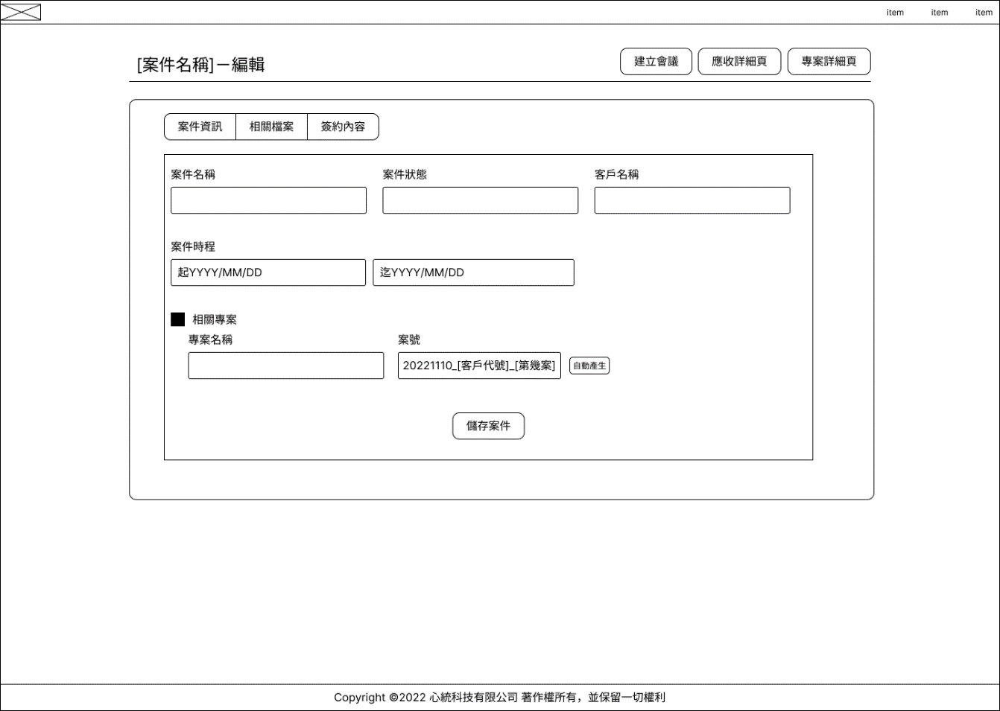 item item item
[案件名稱]－編輯 建立會議 應收詳細頁 專案詳細頁
案件資訊 相關檔案 簽約內容
案件名稱 案件狀態 客戶名稱
案件時程
起YYYY/MM/DD 迄YYYY/MM/DD
相關專案
專案名稱 案號
20221110_[客戶代號]_[第幾案] 自動產生
儲存案件
Copyright ©2022 心統科技有限公司 著作權所有，並保留一切權利